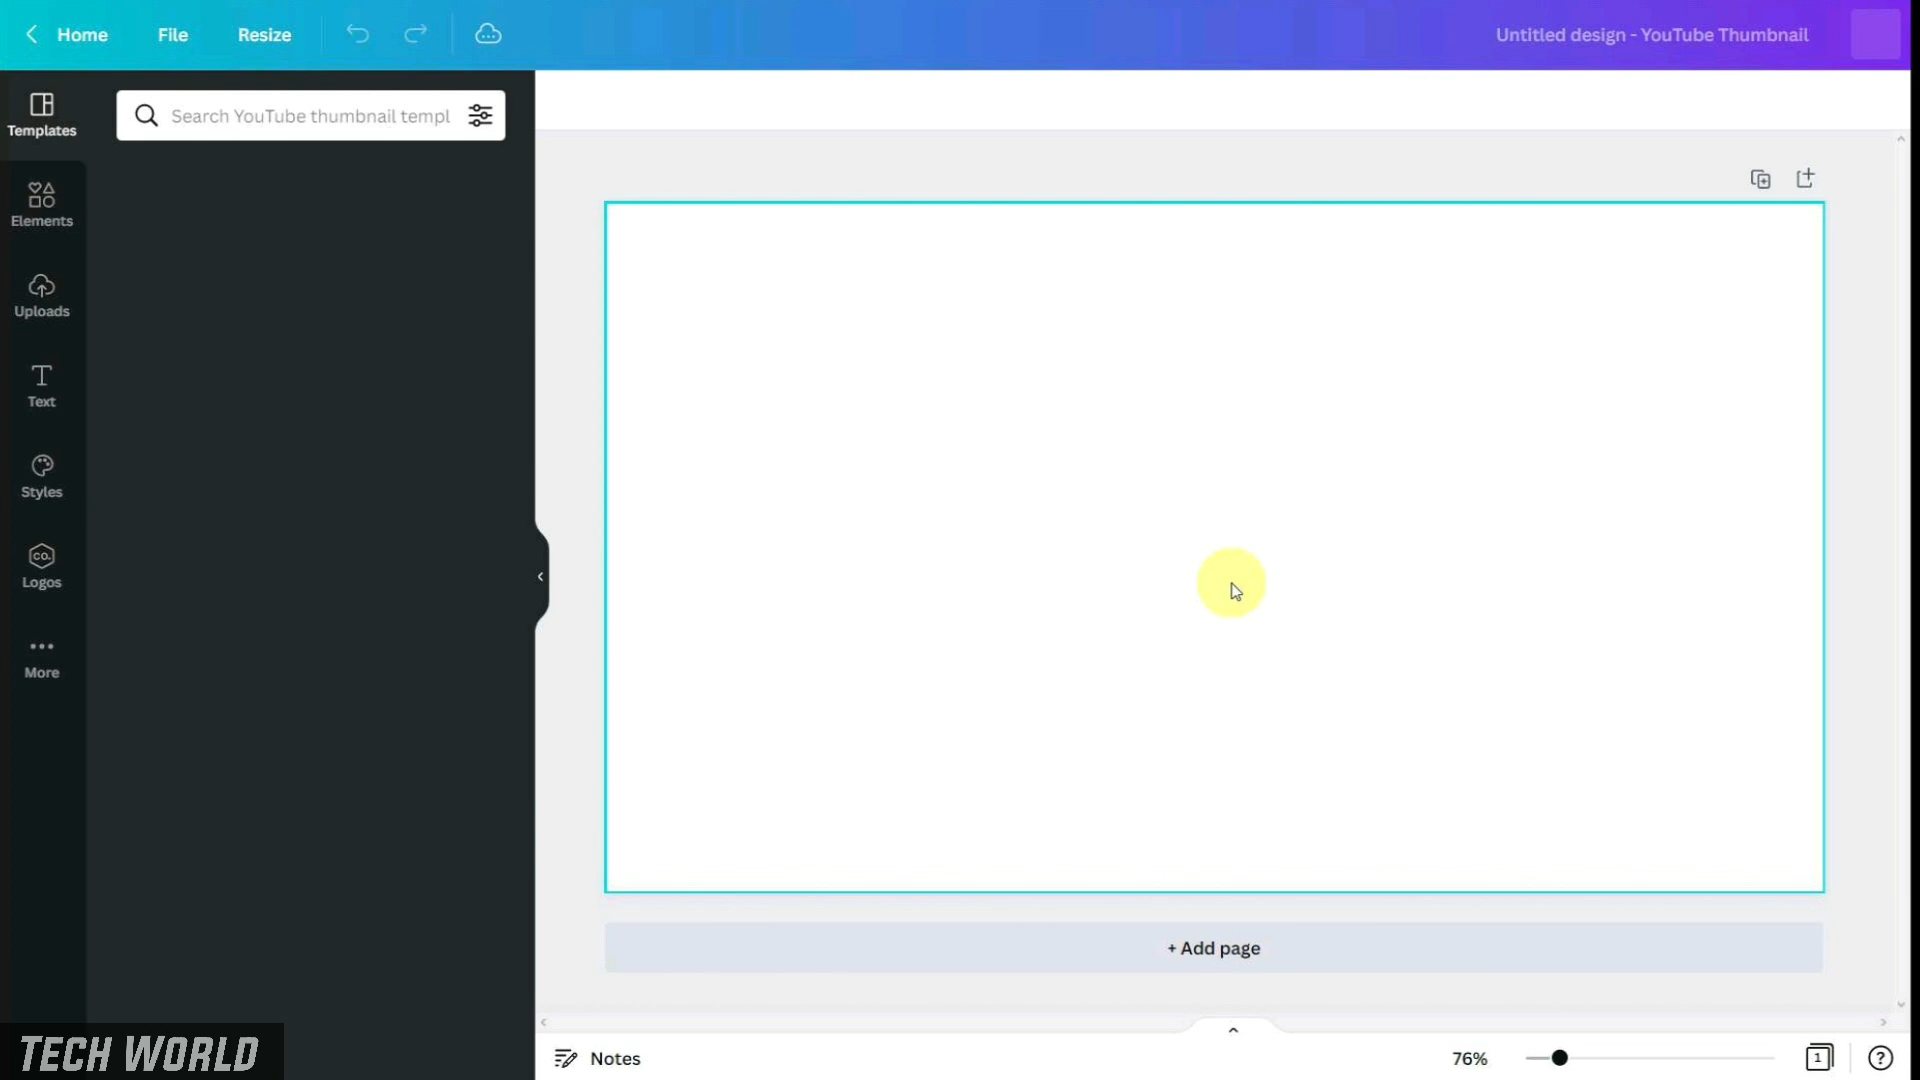 Home File Resize
Untitled design - YouTube Thumbnail
Templates
Search YouTube thumbnail templ
Elements
Uploads
Text
Styles
CO.
Logos
More
+ Add page
TECH WORLD
Notes
76%
1
?